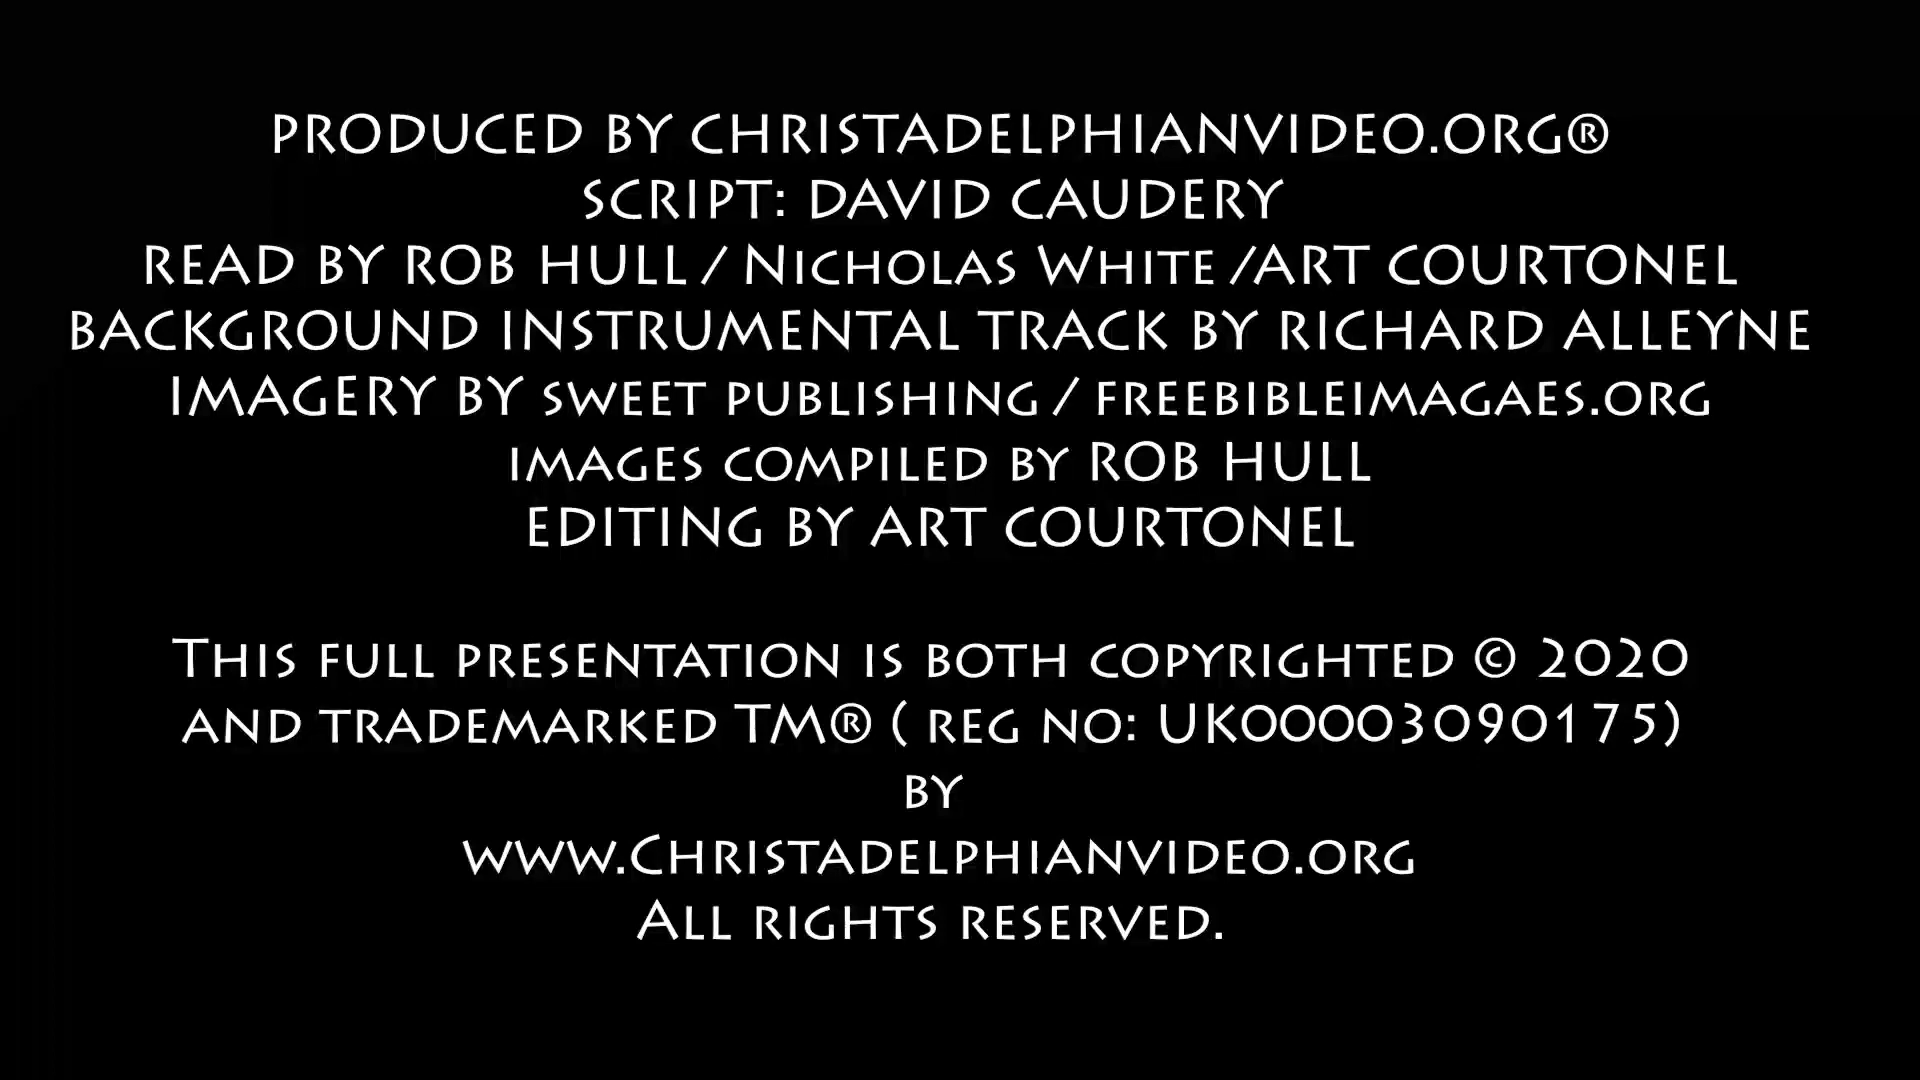 PRODUCED BY CHRISTADELPHIANVIDEO.ORG®
SCRIPT: DAVID CAUDERY
READ BY ROB HULL / NICHOLAS WHITE /ART COURTONEL
BACKGROUND INSTRUMENTAL TRACK BY RICHARD ALLEYNE
IMAGERY BY SWEET PUBLISHING / FREEBIBLEIMAGAES.ORG
IMAGES COMPILED BY ROB HULL
EDITING BY ART COURTONEL
THIS FULL PRESENTATION IS BOTH COPYRIGHTED © 2020
AND TRADEMARKED TM® ( REG NO: UK00003090175)
BY
WWW.CHRISTADELPHIANVIDEO.ORG
ALL RIGHTS RESERVED.